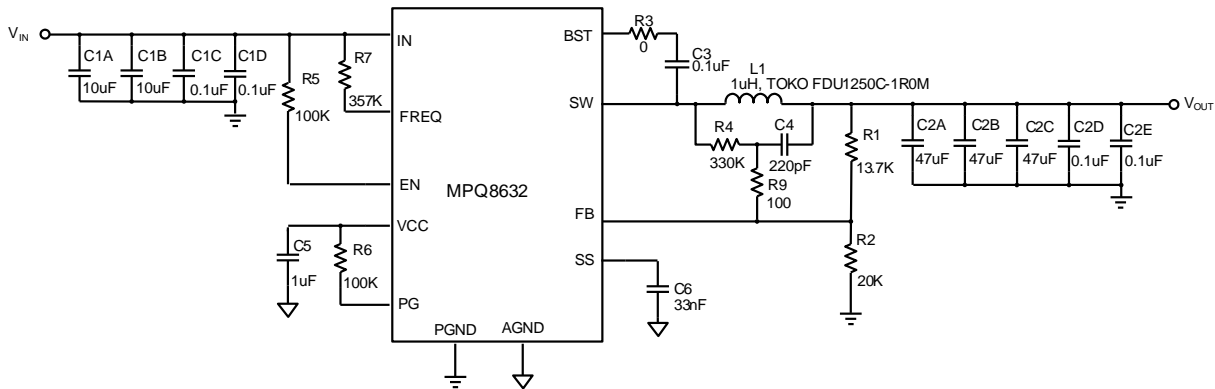 V_IN
C1A
10uF
C1B
10uF
C1C
0.1uF
C1D
0.1uF
R5
100K
R7
357K
IN
FREQ
EN
VCC
PG
C5
1uF
R6
100K
MPQ8632
PGND
AGND
BST
SW
FB
SS
R3
0
C3
0.1uF
L1
1uH, TOKO FDU1250C-1R0M
R4
330K
C4
220pF
R9
100
R1
13.7K
R2
20K
C6
33nF
C2A
47uF
C2B
47uF
C2C
47uF
C2D
0.1uF
C2E
0.1uF
V_OUT